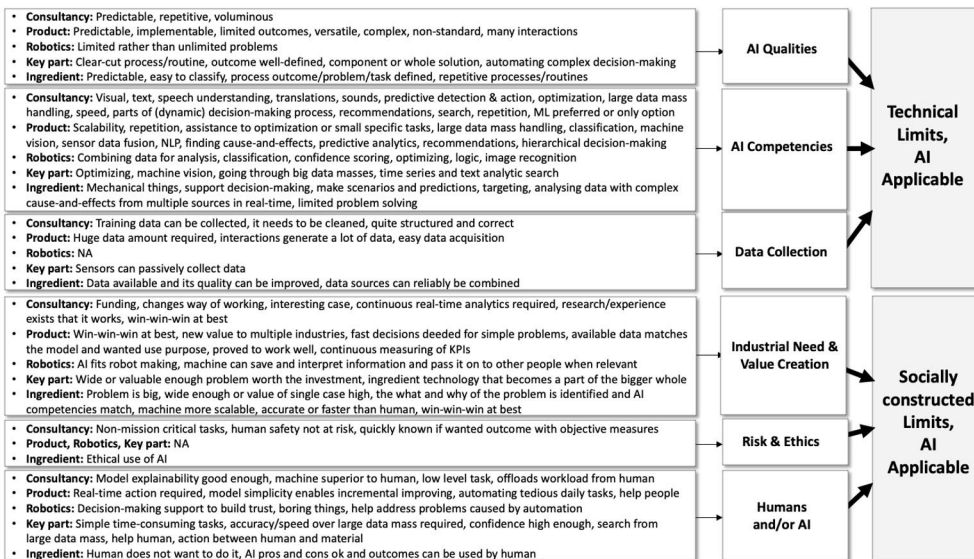 • Consultancy: Predictable, repetitive, voluminous
• Product: Predictable, implementable, limited outcomes, versatile, complex, non-standard, many interactions
• Robotics: Limited rather than unlimited problems
• Key part: Clear-cut process/routine, outcome well-defined, component or whole solution, automating complex decision-making
• Ingredient: Predictable, easy to classify, process outcome/problem/task defined, repetitive processes/routines
AI Qualities
• Consultancy: Visual, text, speech understanding, translations, sounds, predictive detection & action, optimization, large data mass
handling, speed, parts of (dynamic) decision-making process, recommendations, search, repetition, ML preferred or only option
• Product: Scalability, repetition, assistance to optimization or small specific tasks, large data mass handling, classification, machine
vision, sensor data fusion, NLP, finding cause-and-effects, predictive analytics, recommendations, hierarchical decision-making
• Robotics: Combining data for analysis, classification, confidence scoring, optimizing, logic, image recognition
• Key part: Optimizing, machine vision, going through big data masses, time series and text analytic search
• Ingredient: Mechanical things, support decision-making, make scenarios and predictions, targeting, analysing data with complex
cause-and-effects from multiple sources in real-time, limited problem solving
AI Competencies
• Consultancy: Training data can be collected, it needs to be cleaned, quite structured and correct
• Product: Huge data amount required, interactions generate a lot of data, easy data acquisition
• Robotics: NA
• Key part: Sensors can passively collect data
• Ingredient: Data available and its quality can be improved, data sources can reliably be combined
Data Collection
Technical
Limits,
AI
Applicable
• Consultancy: Funding, changes way of working, interesting case, continuous real-time analytics required, research/experience
exists that it works, win-win-win at best
• Product: Win-win-win at best, new value to multiple industries, fast decisions deeded for simple problems, available data matches
the model and wanted use purpose, proved to work well, continuous measuring of KPIs
• Robotics: AI fits robot making, machine can save and interpret information and pass it on to other people when relevant
• Key part: Wide or valuable enough problem worth the investment, ingredient technology that becomes a part of the bigger whole
• Ingredient: Problem is big, wide enough or value of single case high, the what and why of the problem is identified and AI
competencies match, machine more scalable, accurate or faster than human, win-win-win at best
Industrial Need &
Value Creation
• Consultancy: Non-mission critical tasks, human safety not at risk, quickly known if wanted outcome with objective measures
• Product, Robotics, Key part: NA
• Ingredient: Ethical use of AI
Risk & Ethics
• Consultancy: Model explainability good enough, machine superior to human, low level task, offloads workload from human
• Product: Real-time action required, model simplicity enables incremental improving, automating tedious daily tasks, help people
• Robotics: Decision-making support to build trust, boring things, help address problems caused by automation
• Key part: Simple time-consuming tasks, accuracy/speed over large data mass required, confidence high enough, search from
large data mass, help human, action between human and material
• Ingredient: Human does not want to do it, AI pros and cons ok and outcomes can be used by human
Humans
and/or AI
Socially
constructed
Limits,
AI
Applicable